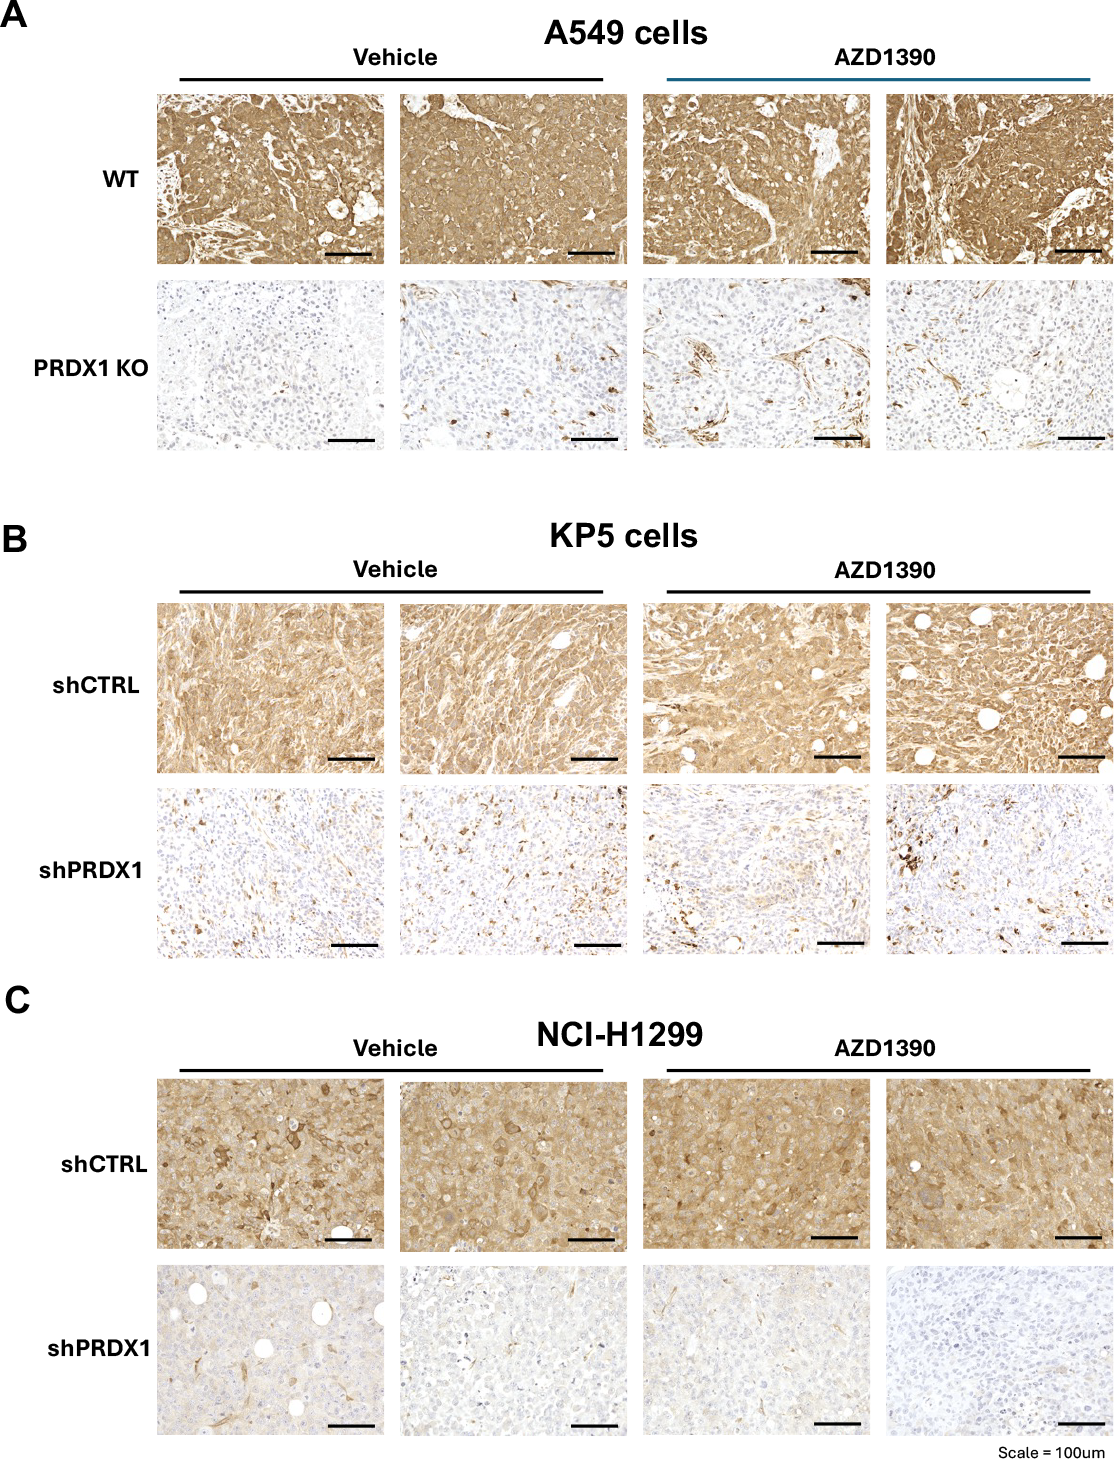 A
A549 cells
Vehicle
AZD1390
WT
PRDX1 KO
B
KP5 cells
Vehicle
AZD1390
shCTRL
shPRDX1
C
NCI-H1299
Vehicle
AZD1390
shCTRL
shPRDX1
Scale = 100um